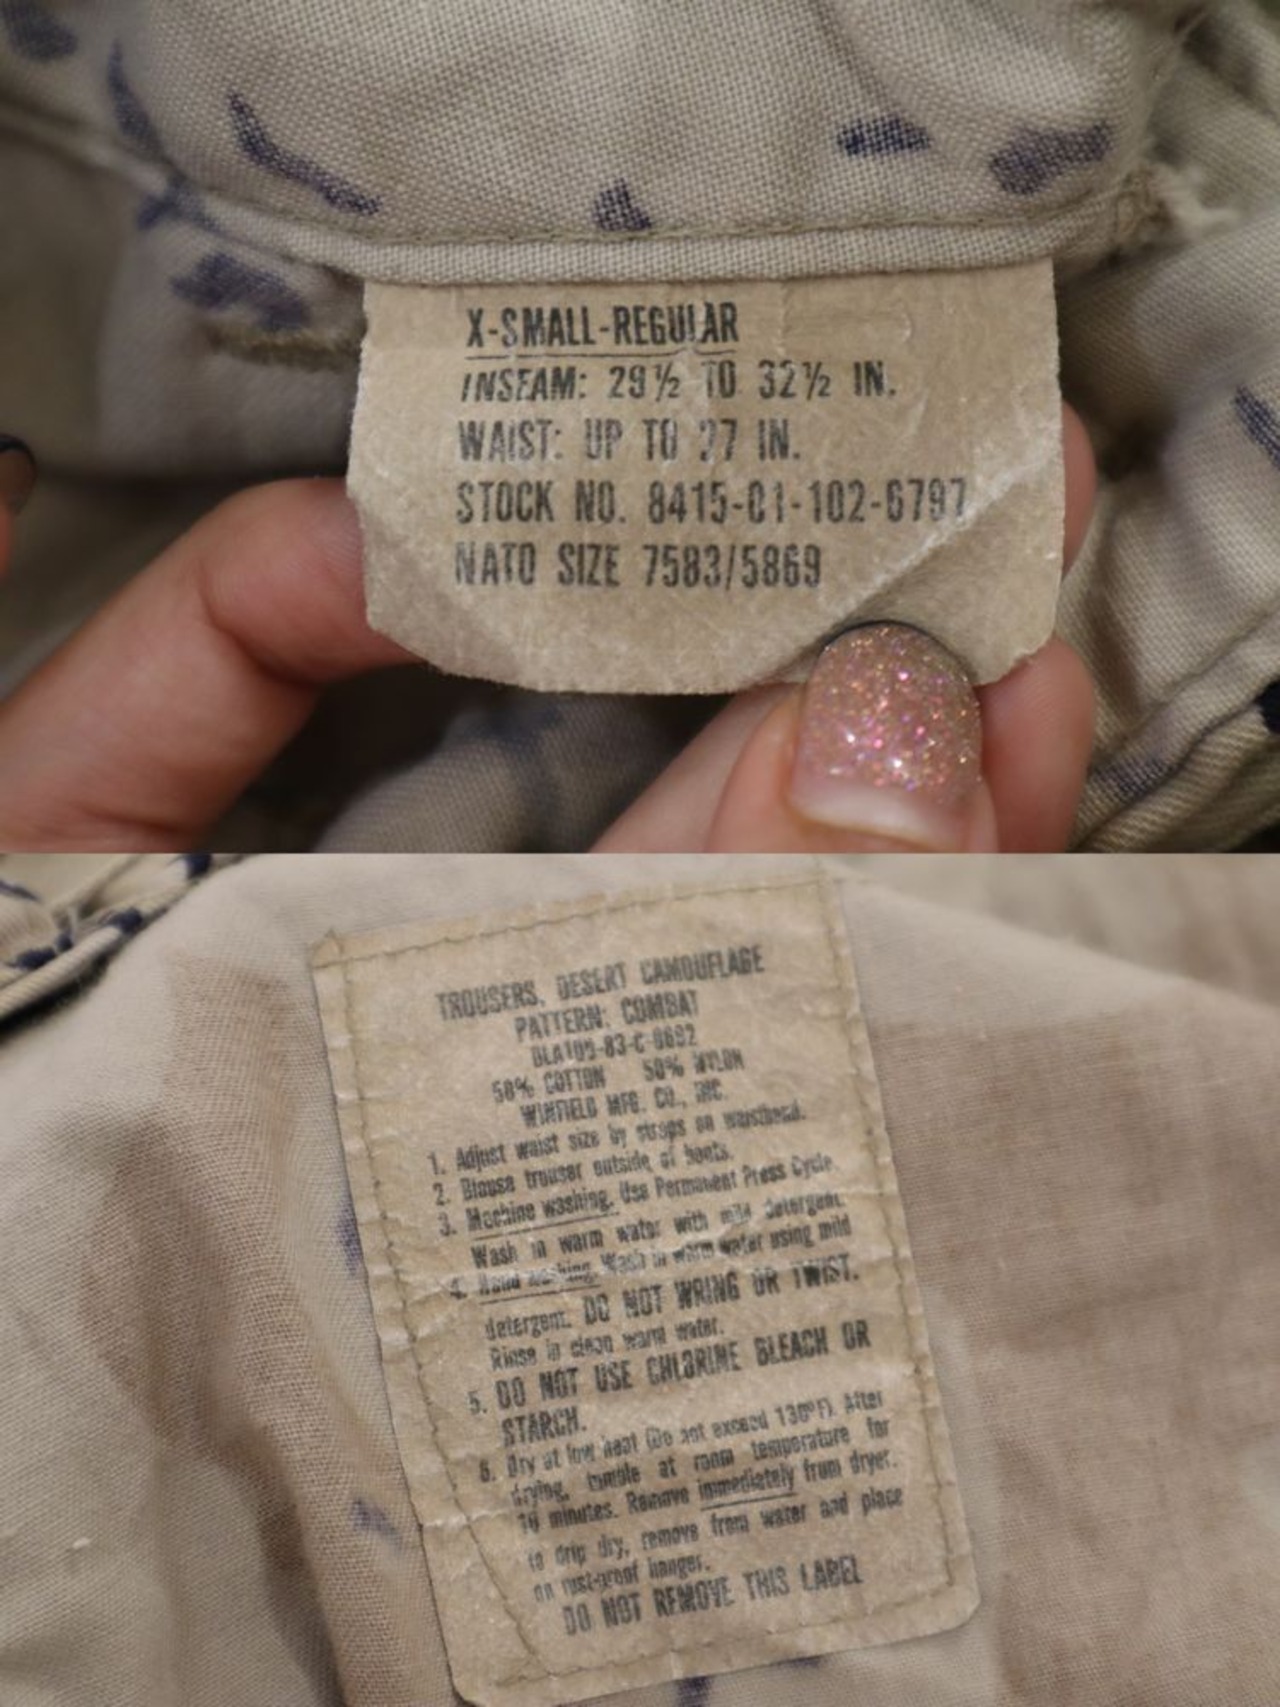 X-SMALL-REGULAR
INSEAM: 29½ TO 32½ IN.
WAIST: UP TO 27 IN.
STOCK NO. 8415-01-102-6797
NATO SIZE 7583/5869
TROUSERS, DESERT CAMOUFLAGE
PATTERN: COMBAT
DLA100-83-C-0692
50% COTTON 50% NYLON
WINFIELD MFG. CO., INC.
1. Adjust waist size by straps on waistband.
2. Blouse trouser outside of boots.
3. Machine washing. Use Permanent Press Cycle.
Wash in warm water with mild detergent.
4. Hand washing. Wash in warm water using mild
detergent. DO NOT WRING OR TWIST.
Rinse in clean warm water.
5. DO NOT USE CHLORINE BLEACH OR
STARCH.
6. Dry at low heat (Do not exceed 130°F). After
drying, tumble at room temperature for
10 minutes. Remove immediately from dryer.
to drip dry, remove from water and place
on rust-proof hanger.
DO NOT REMOVE THIS LABEL